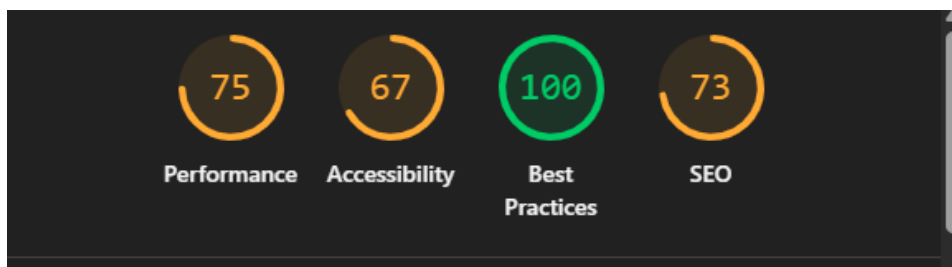 75
67
100
73
Performance
Accessibility
Best
Practices
SEO